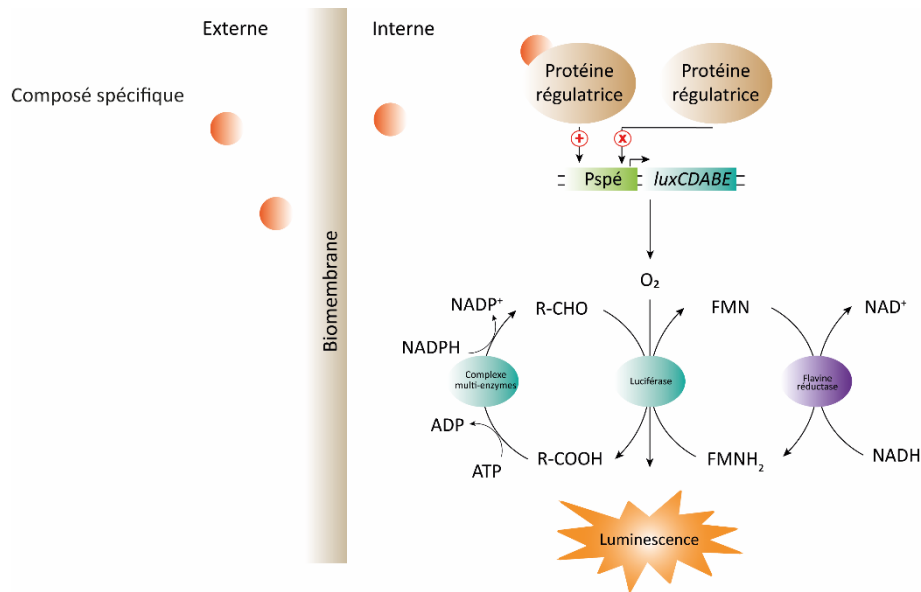 Externe
Interne
Composé spécifique
Biomembrane
Protéine
régulatrice
Protéine
régulatrice
+
x
Pspé
luxCDABE
O₂
NADP⁺
R-CHO
FMN
NAD⁺
NADPH
Complexe
multi-enzymes
Luciférase
Flavine
réductase
ADP
ATP
R-COOH
FMNH₂
NADH
Luminescence